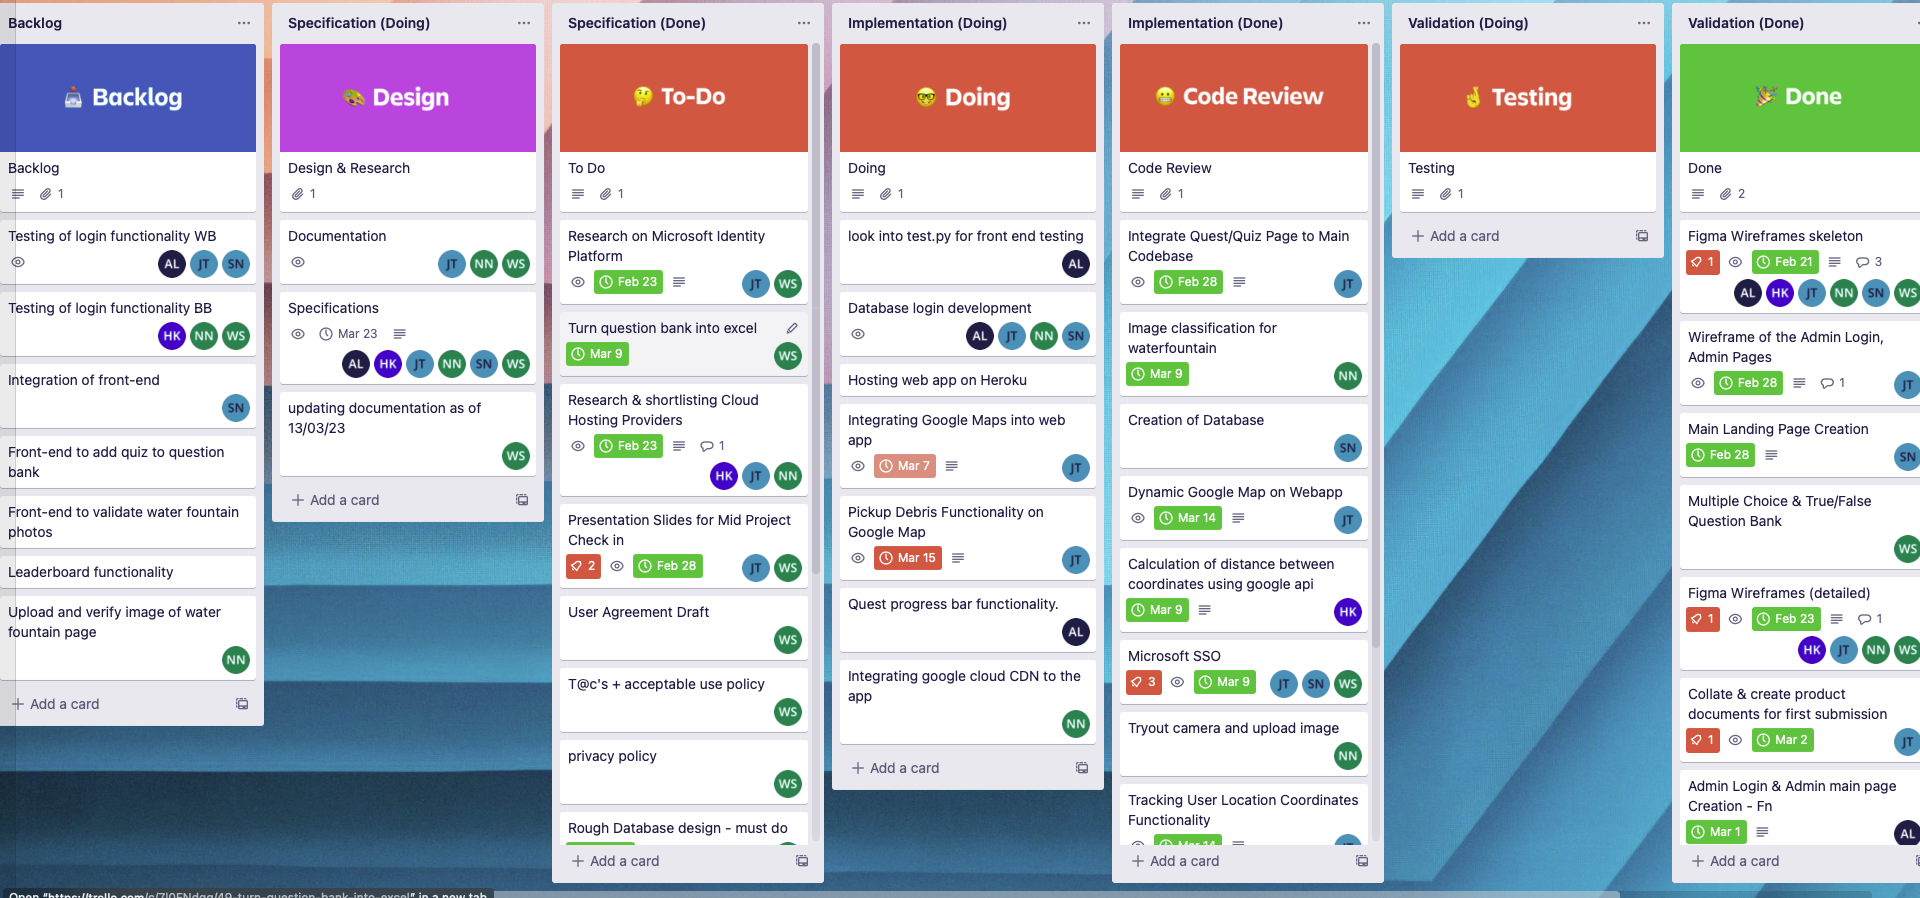 Backlog
Backlog
Backlog
1
Testing of login functionality WB
AL JT SN
Testing of login functionality BB
HK NN WS
Integration of front-end
SN
Front-end to add quiz to question
bank
Front-end to validate water fountain
photos
Leaderboard functionality
Upload and verify image of water
fountain page
NN
+ Add a card
Specification (Doing)
Design
Design & Research
1
Documentation
JT NN WS
Specifications
Mar 23
AL HK JT NN SN WS
updating documentation as of
13/03/23
WS
+ Add a card
Specification (Done)
To-Do
To Do
1
Research on Microsoft Identity
Platform
Feb 23
JT WS
Turn question bank into excel
Mar 9
WS
Research & shortlisting Cloud
Hosting Providers
Feb 23 1
HK JT NN
Presentation Slides for Mid Project
Check in
2 Feb 28
JT WS
User Agreement Draft
WS
T@c's + acceptable use policy
WS
privacy policy
WS
Rough Database design - must do
+ Add a card
Implementation (Doing)
Doing
Doing
1
look into test.py for front end testing
AL
Database login development
AL JT NN SN
Hosting web app on Heroku
Integrating Google Maps into web
app
Mar 7
JT
Pickup Debris Functionality on
Google Map
Mar 15
JT
Quest progress bar functionality.
AL
Integrating google cloud CDN to the
app
NN
+ Add a card
Implementation (Done)
Code Review
Code Review
1
Integrate Quest/Quiz Page to Main
Codebase
Feb 28
JT
Image classification for
waterfountain
Mar 9
NN
Creation of Database
SN
Dynamic Google Map on Webapp
Mar 14
JT
Calculation of distance between
coordinates using google api
Mar 9
HK
Microsoft SSO
3 Mar 9
JT SN WS
Tryout camera and upload image
NN
Tracking User Location Coordinates
Functionality
Mar 14
JT
+ Add a card
Validation (Doing)
Testing
Testing
1
+ Add a card
Validation (Done)
Done
Done
2
Figma Wireframes skeleton
1 Feb 21 3
AL HK JT NN SN WS
Wireframe of the Admin Login,
Admin Pages
Feb 28 1
JT
Main Landing Page Creation
Feb 28
SN
Multiple Choice & True/False
Question Bank
WS
Figma Wireframes (detailed)
1 Feb 23 1
HK JT NN WS
Collate & create product
documents for first submission
1 Mar 2
JT
Admin Login & Admin main page
Creation - Fn
Mar 1
AL
+ Add a card